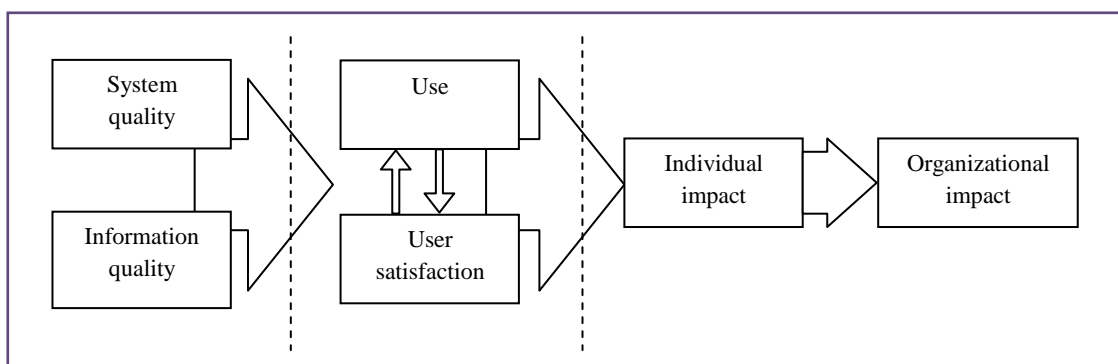 System
quality
Information
quality
Use
User
satisfaction
Individual
impact
Organizational
impact